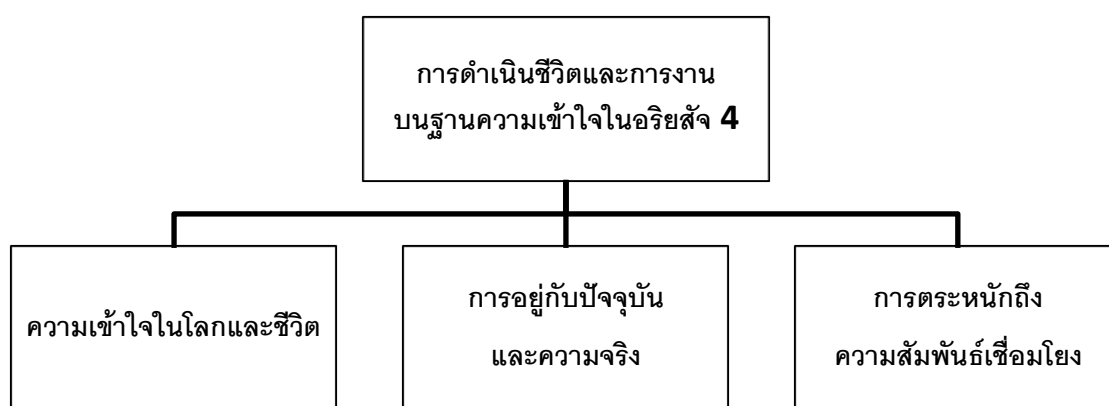 การดำเนินชีวิตและการงาน
บนฐานความเข้าใจในอริยสัจ 4
ความเข้าใจในโลกและชีวิต
การอยู่กับปัจจุบัน
และความจริง
การตระหนักถึง
ความสัมพันธ์เชื่อมโยง